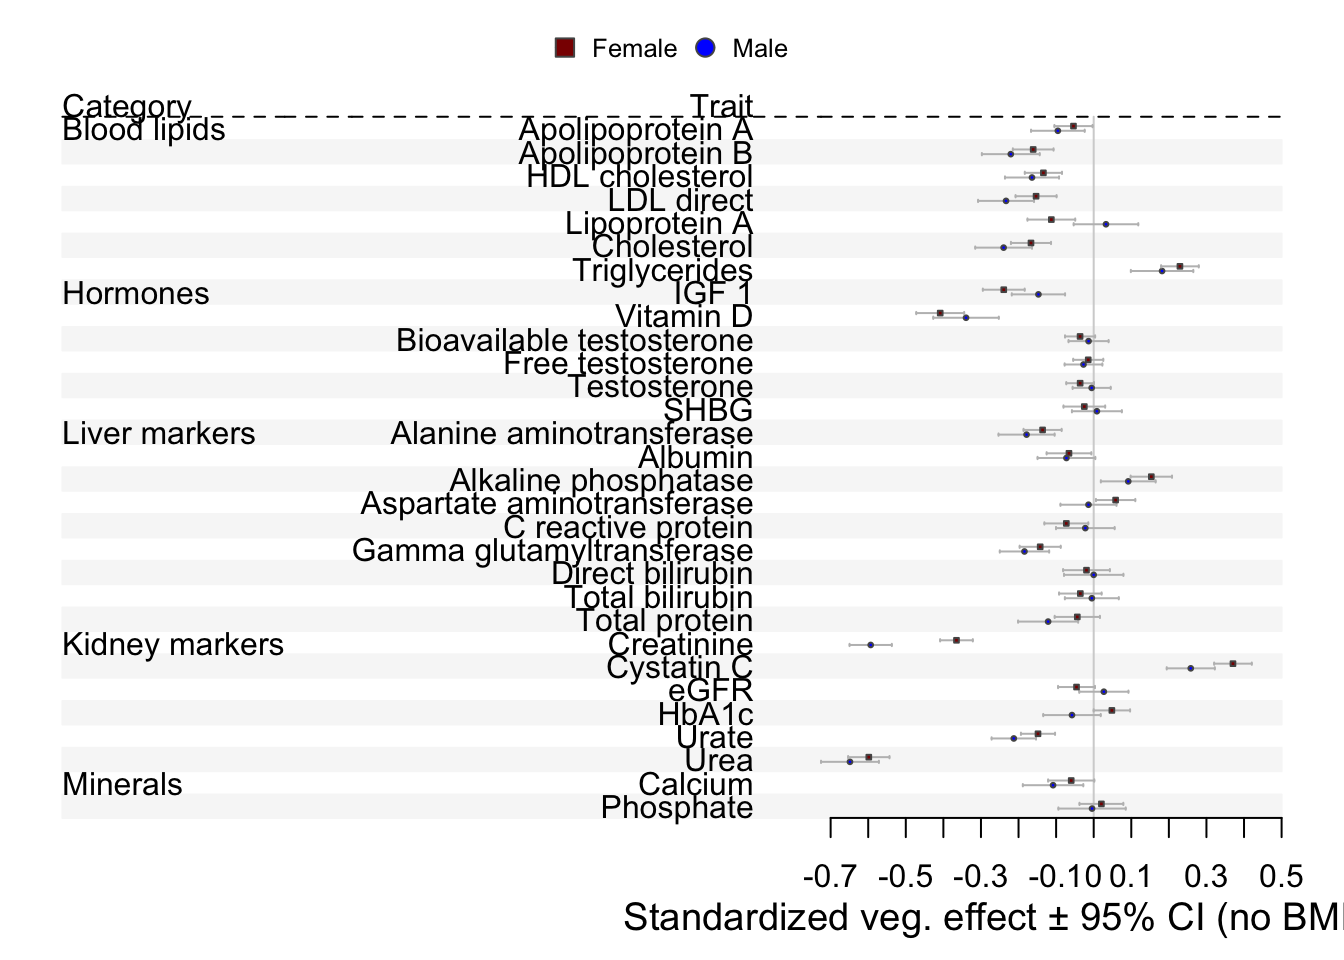 Female Male
Category Trait
Blood lipids Apolipoprotein A
Apolipoprotein B
HDL cholesterol
LDL direct
Lipoprotein A
Cholesterol
Triglycerides
Hormones IGF 1
Vitamin D
Bioavailable testosterone
Free testosterone
Testosterone
SHBG
Liver markers Alanine aminotransferase
Albumin
Alkaline phosphatase
Aspartate aminotransferase
C reactive protein
Gamma glutamyltransferase
Direct bilirubin
Total bilirubin
Total protein
Kidney markers Creatinine
Cystatin C
eGFR
HbA1c
Urate
Urea
Minerals Calcium
Phosphate
-0.7 -0.5 -0.3 -0.1 0 0.1 0.3 0.5
Standardized veg. effect ± 95% CI (no BM